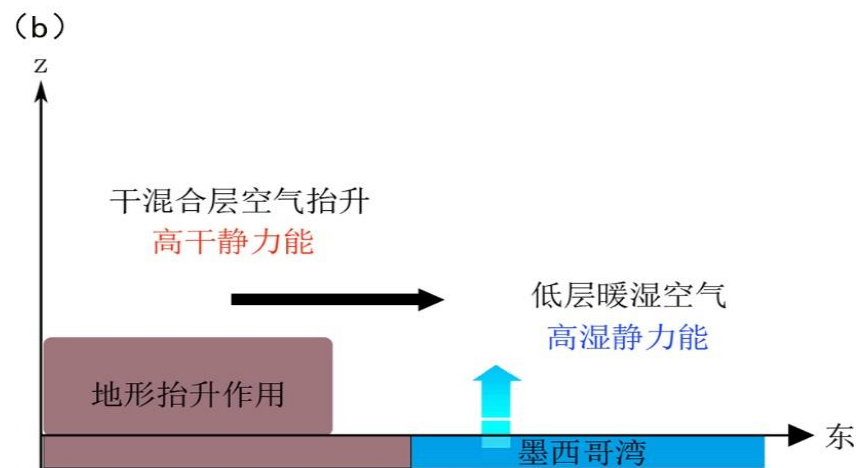 (b)
z
干混合层空气抬升
高干静力能
低层暖湿空气
高湿静力能
地形抬升作用
东
墨西哥湾